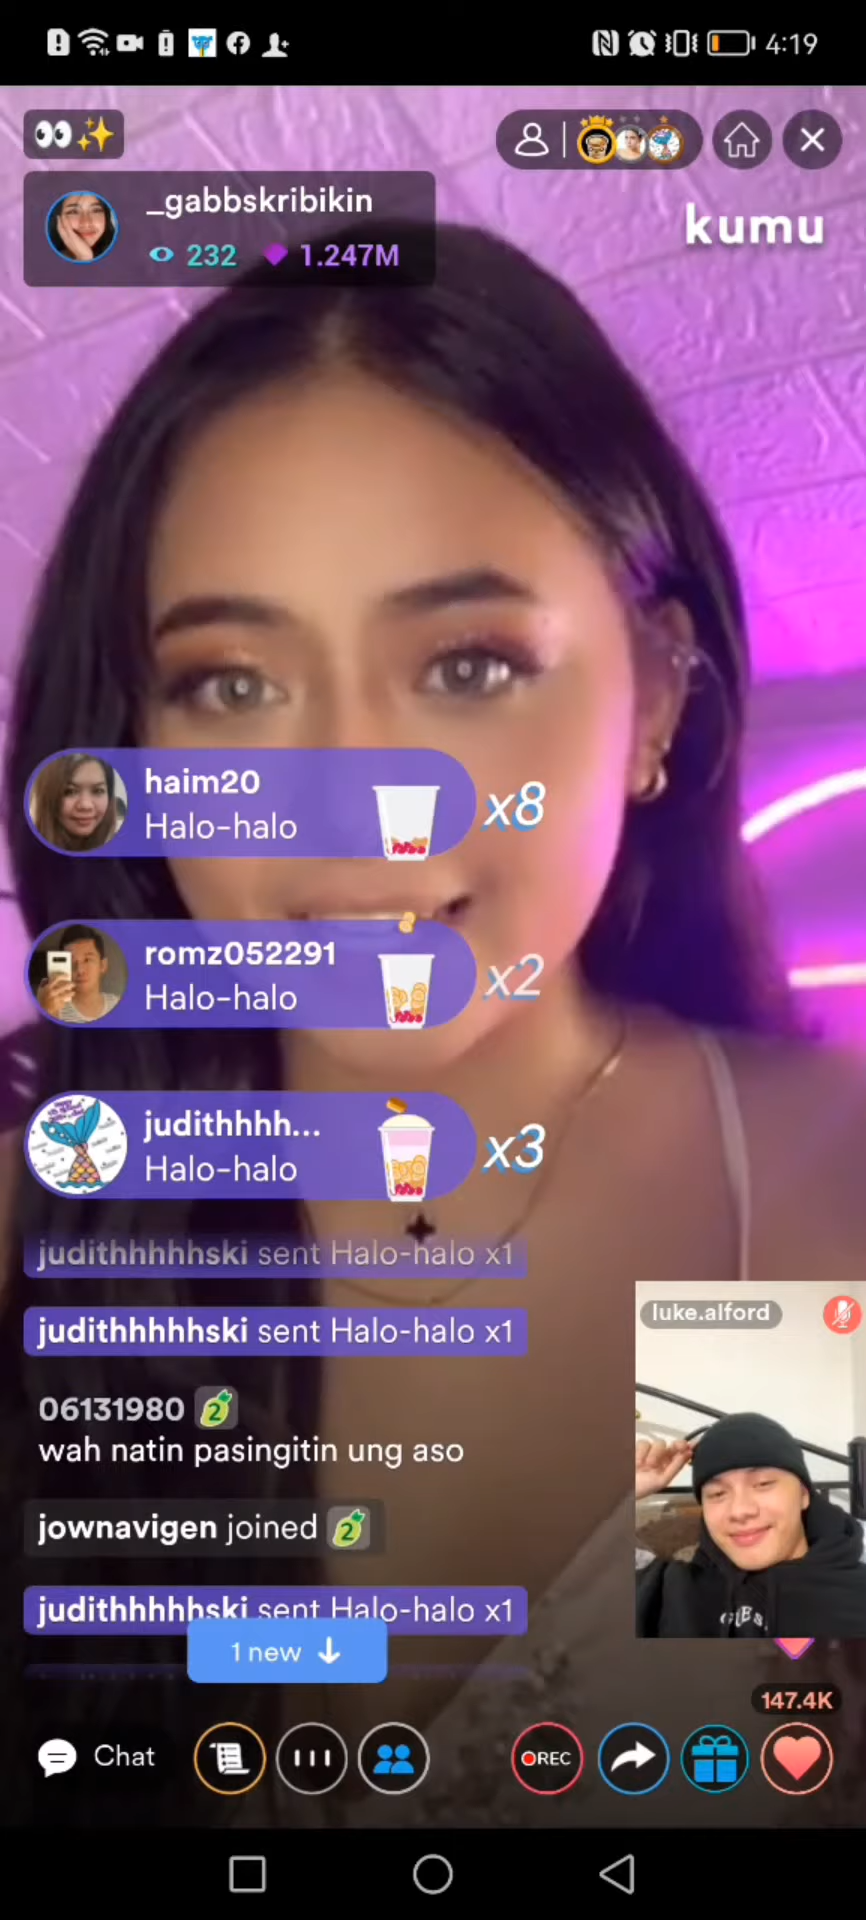 4:19
_gabbskribikin
232 1.247M
kumu
haim20
Halo-halo
x8
romz052291
Halo-halo
x2
judithhhh...
Halo-halo
x3
judithhhhhski sent Halo-halo x1
judithhhhhski sent Halo-halo x1
06131980 2
wah natin pasingitin ung aso
jownavigen joined 2
judithhhhhski sent Halo-halo x1
1 new
luke.alford
147.4K
Chat
REC